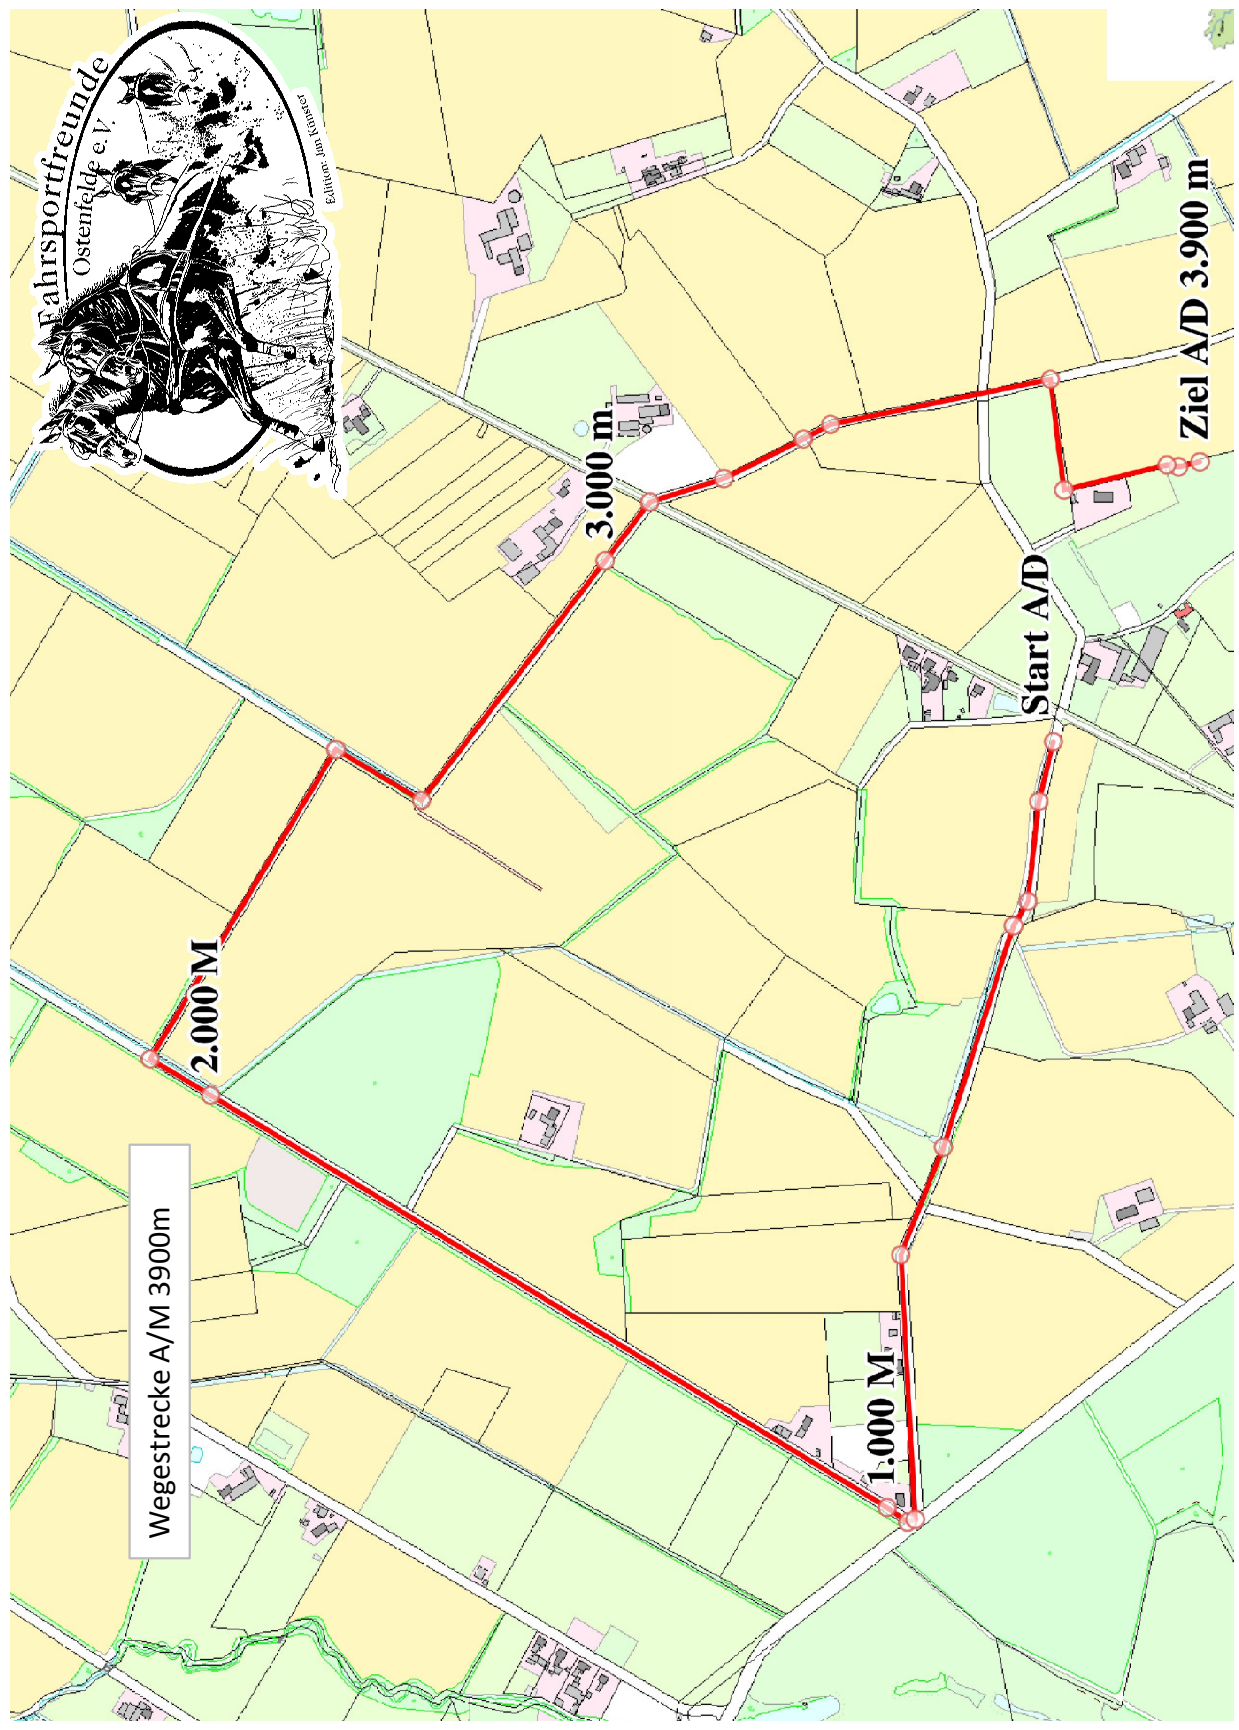 Fahrsportfreunde
Ostenfelde e.V.
Edition: Jan Künster
Wegestrecke A/M 3900m
Start A/D
1.000 M
2.000 M
3.000 m
Ziel A/D 3.900 m